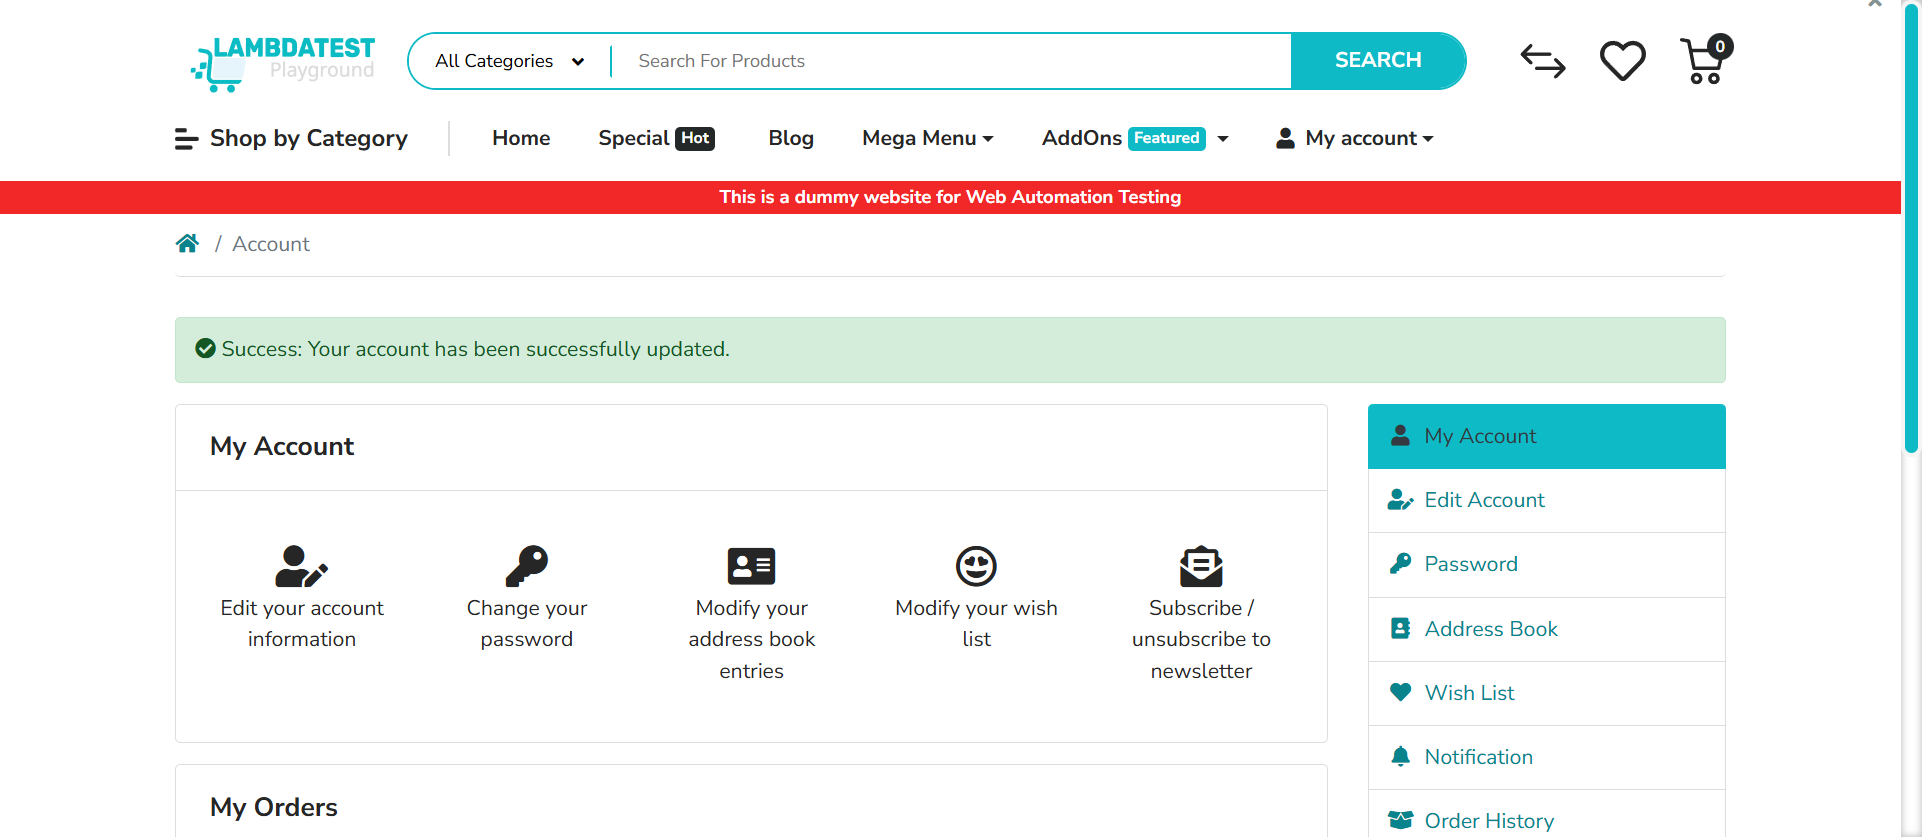 LAMBDATEST
Playground
All Categories
Search For Products
SEARCH
0
Shop by Category
Home
Special Hot
Blog
Mega Menu
AddOns Featured
My account
This is a dummy website for Web Automation Testing
/ Account
Success: Your account has been successfully updated.
My Account
Edit your account
information
Change your
password
Modify your
address book
entries
Modify your wish
list
Subscribe /
unsubscribe to
newsletter
My Orders
My Account
Edit Account
Password
Address Book
Wish List
Notification
Order History